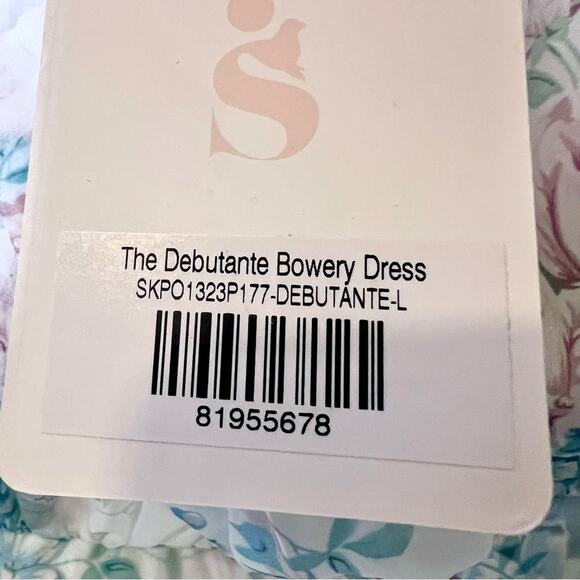 The Debutante Bowery Dress
SKPO1323P177-DEBUTANTE-L
81955678